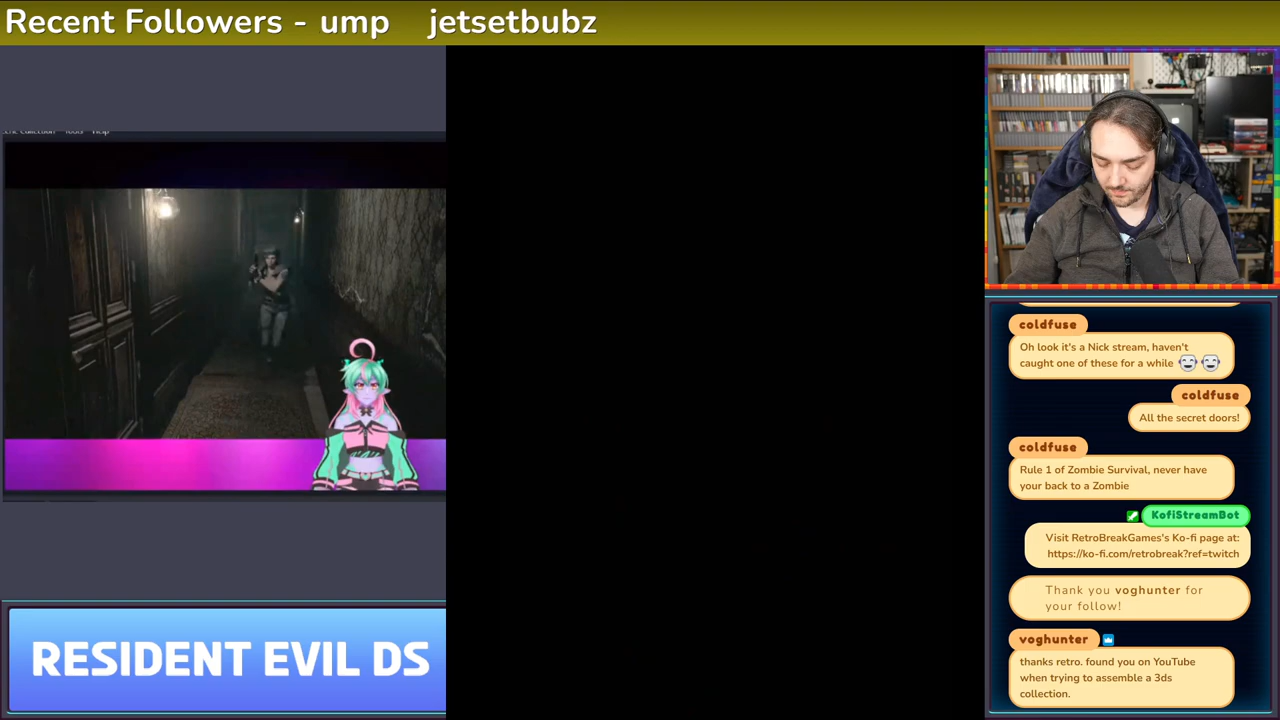 Recent Followers - ump jetsetbubz
Tools Help
RESIDENT EVIL DS
coldfuse
Oh look it's a Nick stream, haven't
caught one of these for a while
coldfuse
All the secret doors!
coldfuse
Rule 1 of Zombie Survival, never have
your back to a Zombie
KofiStreamBot
Visit RetroBreakGames's Ko-fi page at:
https://ko-fi.com/retrobreak?ref=twitch
Thank you voghunter for
your follow!
voghunter
thanks retro. found you on YouTube
when trying to assemble a 3ds
collection.